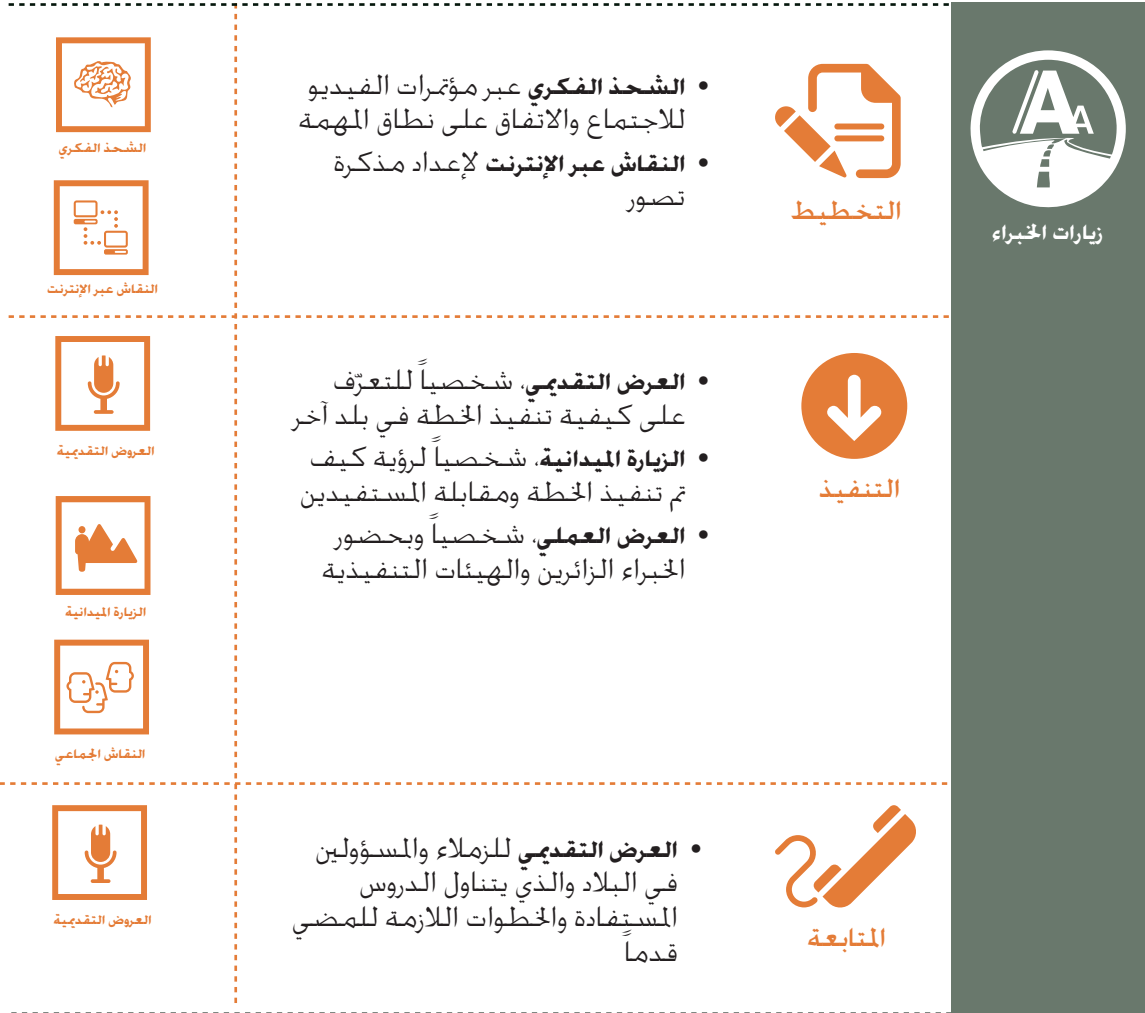 AA
زيارات الخبراء
التخطيط
• الشحذ الفكري عبر مؤتمرات الفيديو
للاجتماع والاتفاق على نطاق المهمة
• النقاش عبر الإنترنت لإعداد مذكرة
تصور
الشحذ الفكري
النقاش عبر الإنترنت
التنفيذ
• العرض التقديمي، شخصياً للتعرّف
على كيفية تنفيذ الخطة في بلد آخر
• الزيارة الميدانية، شخصياً لرؤية كيف
تم تنفيذ الخطة ومقابلة المستفيدين
• العرض العملي، شخصياً وبحضور
الخبراء الزائرين والهيئات التنفيذية
العروض التقديمية
الزيارة الميدانية
النقاش الجماعي
المتابعة
• العرض التقديمي للزملاء والمسؤولين
في البلاد والذي يتناول الدروس
المستفادة والخطوات اللازمة للمضي
قدماً
العروض التقديمية